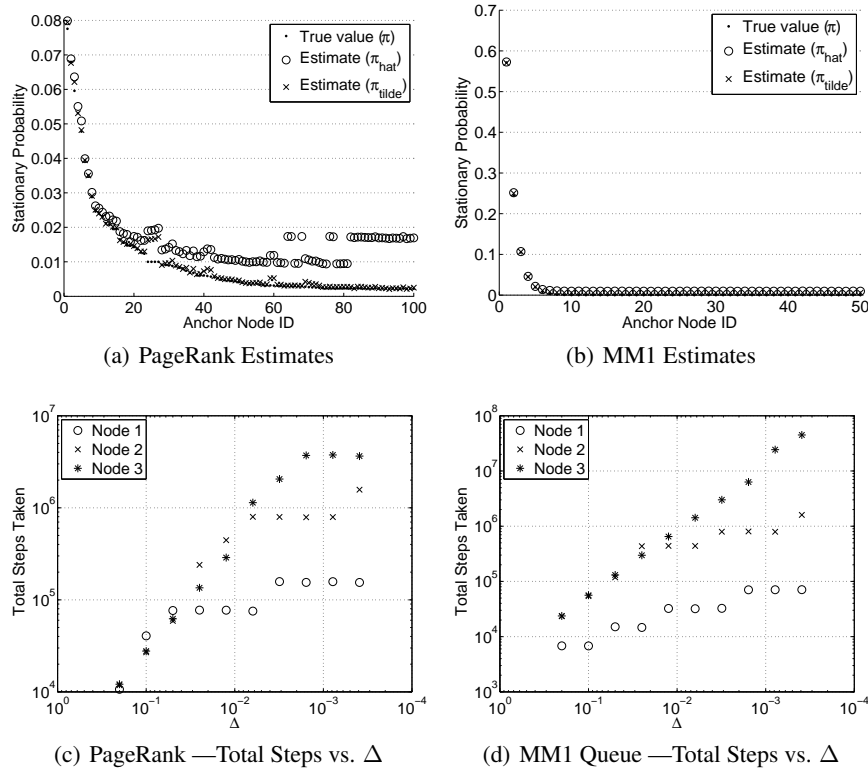 0.08
0.07
0.06
0.05
0.04
0.03
0.02
0.01
0
Stationary Probability
True value (π)
Estimate (π_hat)
Estimate (π_tilde)
0 20 40 60 80 100
Anchor Node ID
(a) PageRank Estimates
0.7
0.6
0.5
0.4
0.3
0.2
0.1
0.0
Stationary Probability
True value (π)
Estimate (π_hat)
Estimate (π_tilde)
0 10 20 30 40 50
Anchor Node ID
(b) MM1 Estimates
10^7
10^6
10^5
10^4
Total Steps Taken
Node 1
Node 2
Node 3
10^0 10^-1 10^-2 10^-3 10^-4
Δ
(c) PageRank —Total Steps vs. Δ
10^8
10^7
10^6
10^5
10^4
10^3
Total Steps Taken
Node 1
Node 2
Node 3
10^0 10^-1 10^-2 10^-3 10^-4
Δ
(d) MM1 Queue —Total Steps vs. Δ